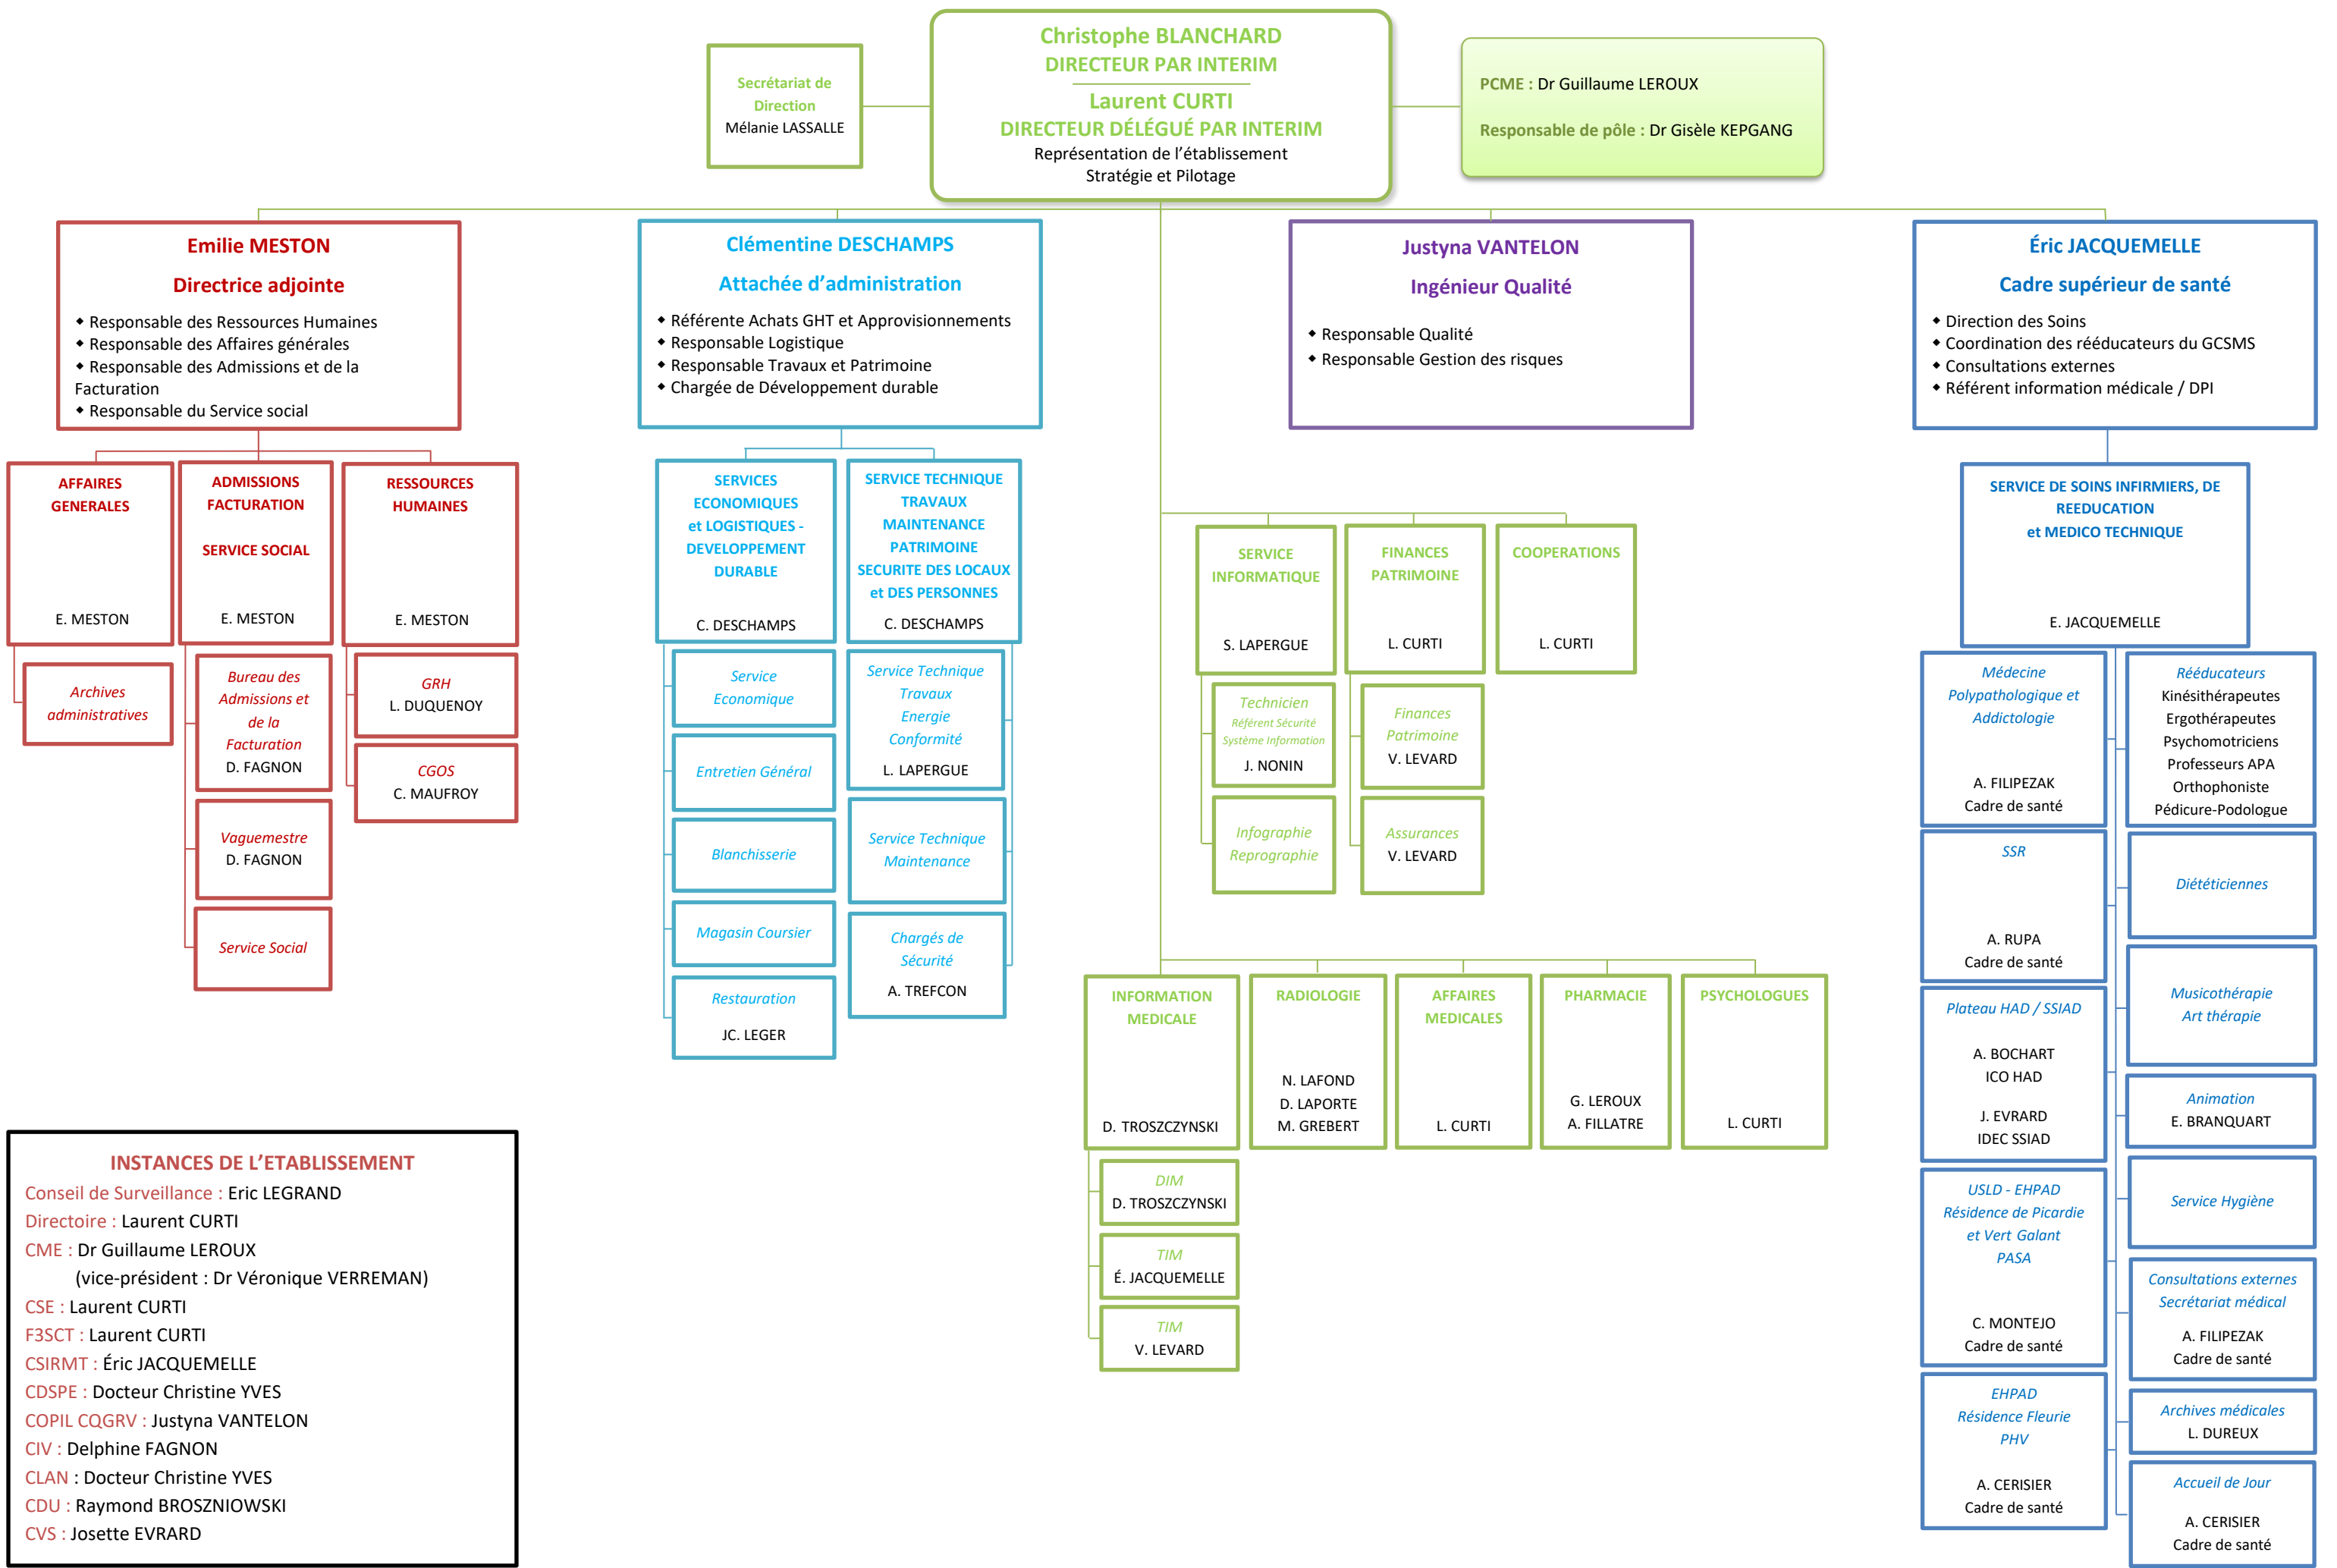 Christophe BLANCHARD
DIRECTEUR PAR INTERIM
Laurent CURTI
DIRECTEUR DÉLÉGUÉ PAR INTERIM
Représentation de l’établissement
Stratégie et Pilotage
Secrétariat de
Direction
Mélanie LASSALLE
PCME : Dr Guillaume LEROUX
Responsable de pôle : Dr Gisèle KEPGANG
Emilie MESTON
Directrice adjointe
◆ Responsable des Ressources Humaines
◆ Responsable des Affaires générales
◆ Responsable des Admissions et de la
Facturation
◆ Responsable du Service social
Clémentine DESCHAMPS
Attachée d’administration
◆ Référente Achats GHT et Approvisionnements
◆ Responsable Logistique
◆ Responsable Travaux et Patrimoine
◆ Chargée de Développement durable
Justyna VANTELON
Ingénieur Qualité
◆ Responsable Qualité
◆ Responsable Gestion des risques
Éric JACQUEMELLE
Cadre supérieur de santé
◆ Direction des Soins
◆ Coordination des rééducateurs du GCSMS
◆ Consultations externes
◆ Référent information médicale / DPI
AFFAIRES
GENERALES
E. MESTON
Archives
administratives
ADMISSIONS
FACTURATION
SERVICE SOCIAL
E. MESTON
Bureau des
Admissions et
de la
Facturation
D. FAGNON
Vaguemestre
D. FAGNON
Service Social
RESSOURCES
HUMAINES
E. MESTON
GRH
L. DUQUENOY
CGOS
C. MAUFROY
SERVICES
ECONOMIQUES
et LOGISTIQUES -
DEVELOPPEMENT
DURABLE
C. DESCHAMPS
Service
Economique
Entretien Général
Blanchisserie
Magasin Coursier
Restauration
JC. LEGER
SERVICE TECHNIQUE
TRAVAUX
MAINTENANCE
PATRIMOINE
SECURITE DES LOCAUX
et DES PERSONNES
C. DESCHAMPS
Service Technique
Travaux
Energie
Conformité
L. LAPERGUE
Service Technique
Maintenance
Chargés de
Sécurité
A. TREFCON
SERVICE
INFORMATIQUE
S. LAPERGUE
Technicien
Référent Sécurité
Système Information
J. NONIN
Infographie
Reprographie
FINANCES
PATRIMOINE
L. CURTI
Finances
Patrimoine
V. LEVARD
Assurances
V. LEVARD
COOPERATIONS
L. CURTI
INFORMATION
MEDICALE
D. TROSZCZYNSKI
DIM
D. TROSZCZYNSKI
TIM
É. JACQUEMELLE
TIM
V. LEVARD
RADIOLOGIE
N. LAFOND
D. LAPORTE
M. GREBERT
AFFAIRES
MEDICALES
L. CURTI
PHARMACIE
G. LEROUX
A. FILLATRE
PSYCHOLOGUES
L. CURTI
SERVICE DE SOINS INFIRMIERS, DE
REEDUCATION
et MEDICO TECHNIQUE
E. JACQUEMELLE
Médecine
Polypathologique et
Addictologie
A. FILIPEZAK
Cadre de santé
SSR
A. RUPA
Cadre de santé
Plateau HAD / SSIAD
A. BOCHART
ICO HAD
J. EVRARD
IDEC SSIAD
USLD - EHPAD
Résidence de Picardie
et Vert Galant
PASA
C. MONTEJO
Cadre de santé
EHPAD
Résidence Fleurie
PHV
A. CERISIER
Cadre de santé
Rééducateurs
Kinésithérapeutes
Ergothérapeutes
Psychomotriciens
Professeurs APA
Orthophoniste
Pédicure-Podologue
Diététiciennes
Musicothérapie
Art thérapie
Animation
E. BRANQUART
Service Hygiène
Consultations externes
Secrétariat médical
A. FILIPEZAK
Cadre de santé
Archives médicales
L. DUREUX
Accueil de Jour
A. CERISIER
Cadre de santé
INSTANCES DE L’ETABLISSEMENT
Conseil de Surveillance : Eric LEGRAND
Directoire : Laurent CURTI
CME : Dr Guillaume LEROUX
(vice-président : Dr Véronique VERREMAN)
CSE : Laurent CURTI
F3SCT : Laurent CURTI
CSIRMT : Éric JACQUEMELLE
CDSPE : Docteur Christine YVES
COPIL CQGRV : Justyna VANTELON
CIV : Delphine FAGNON
CLAN : Docteur Christine YVES
CDU : Raymond BROSZNIOWSKI
CVS : Josette EVRARD